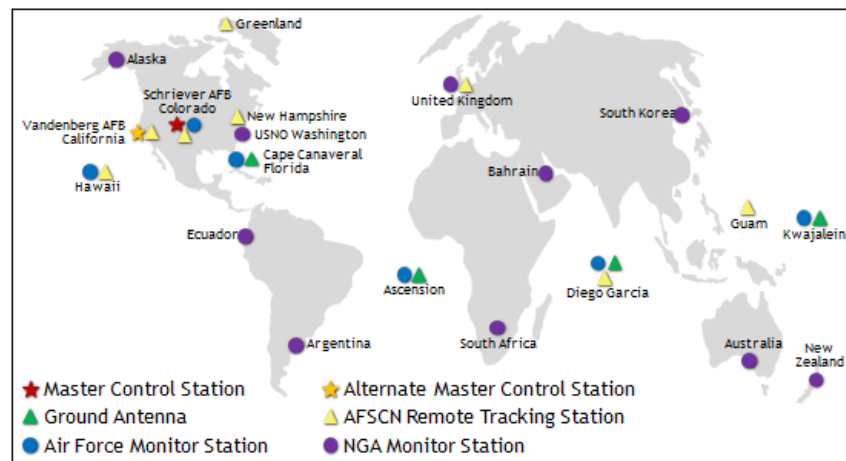 Greenland
Alaska
Schriever AFB
Colorado
Vandenberg AFB
California
New Hampshire
USNO Washington
Cape Canaveral
Florida
Hawaii
United Kingdom
South Korea
Bahrain
Guam
Kwajalein
Ecuador
Ascension
Diego Garcia
Argentina
South Africa
Australia
New
Zealand
Master Control Station
Alternate Master Control Station
Ground Antenna
AFSCN Remote Tracking Station
Air Force Monitor Station
NGA Monitor Station